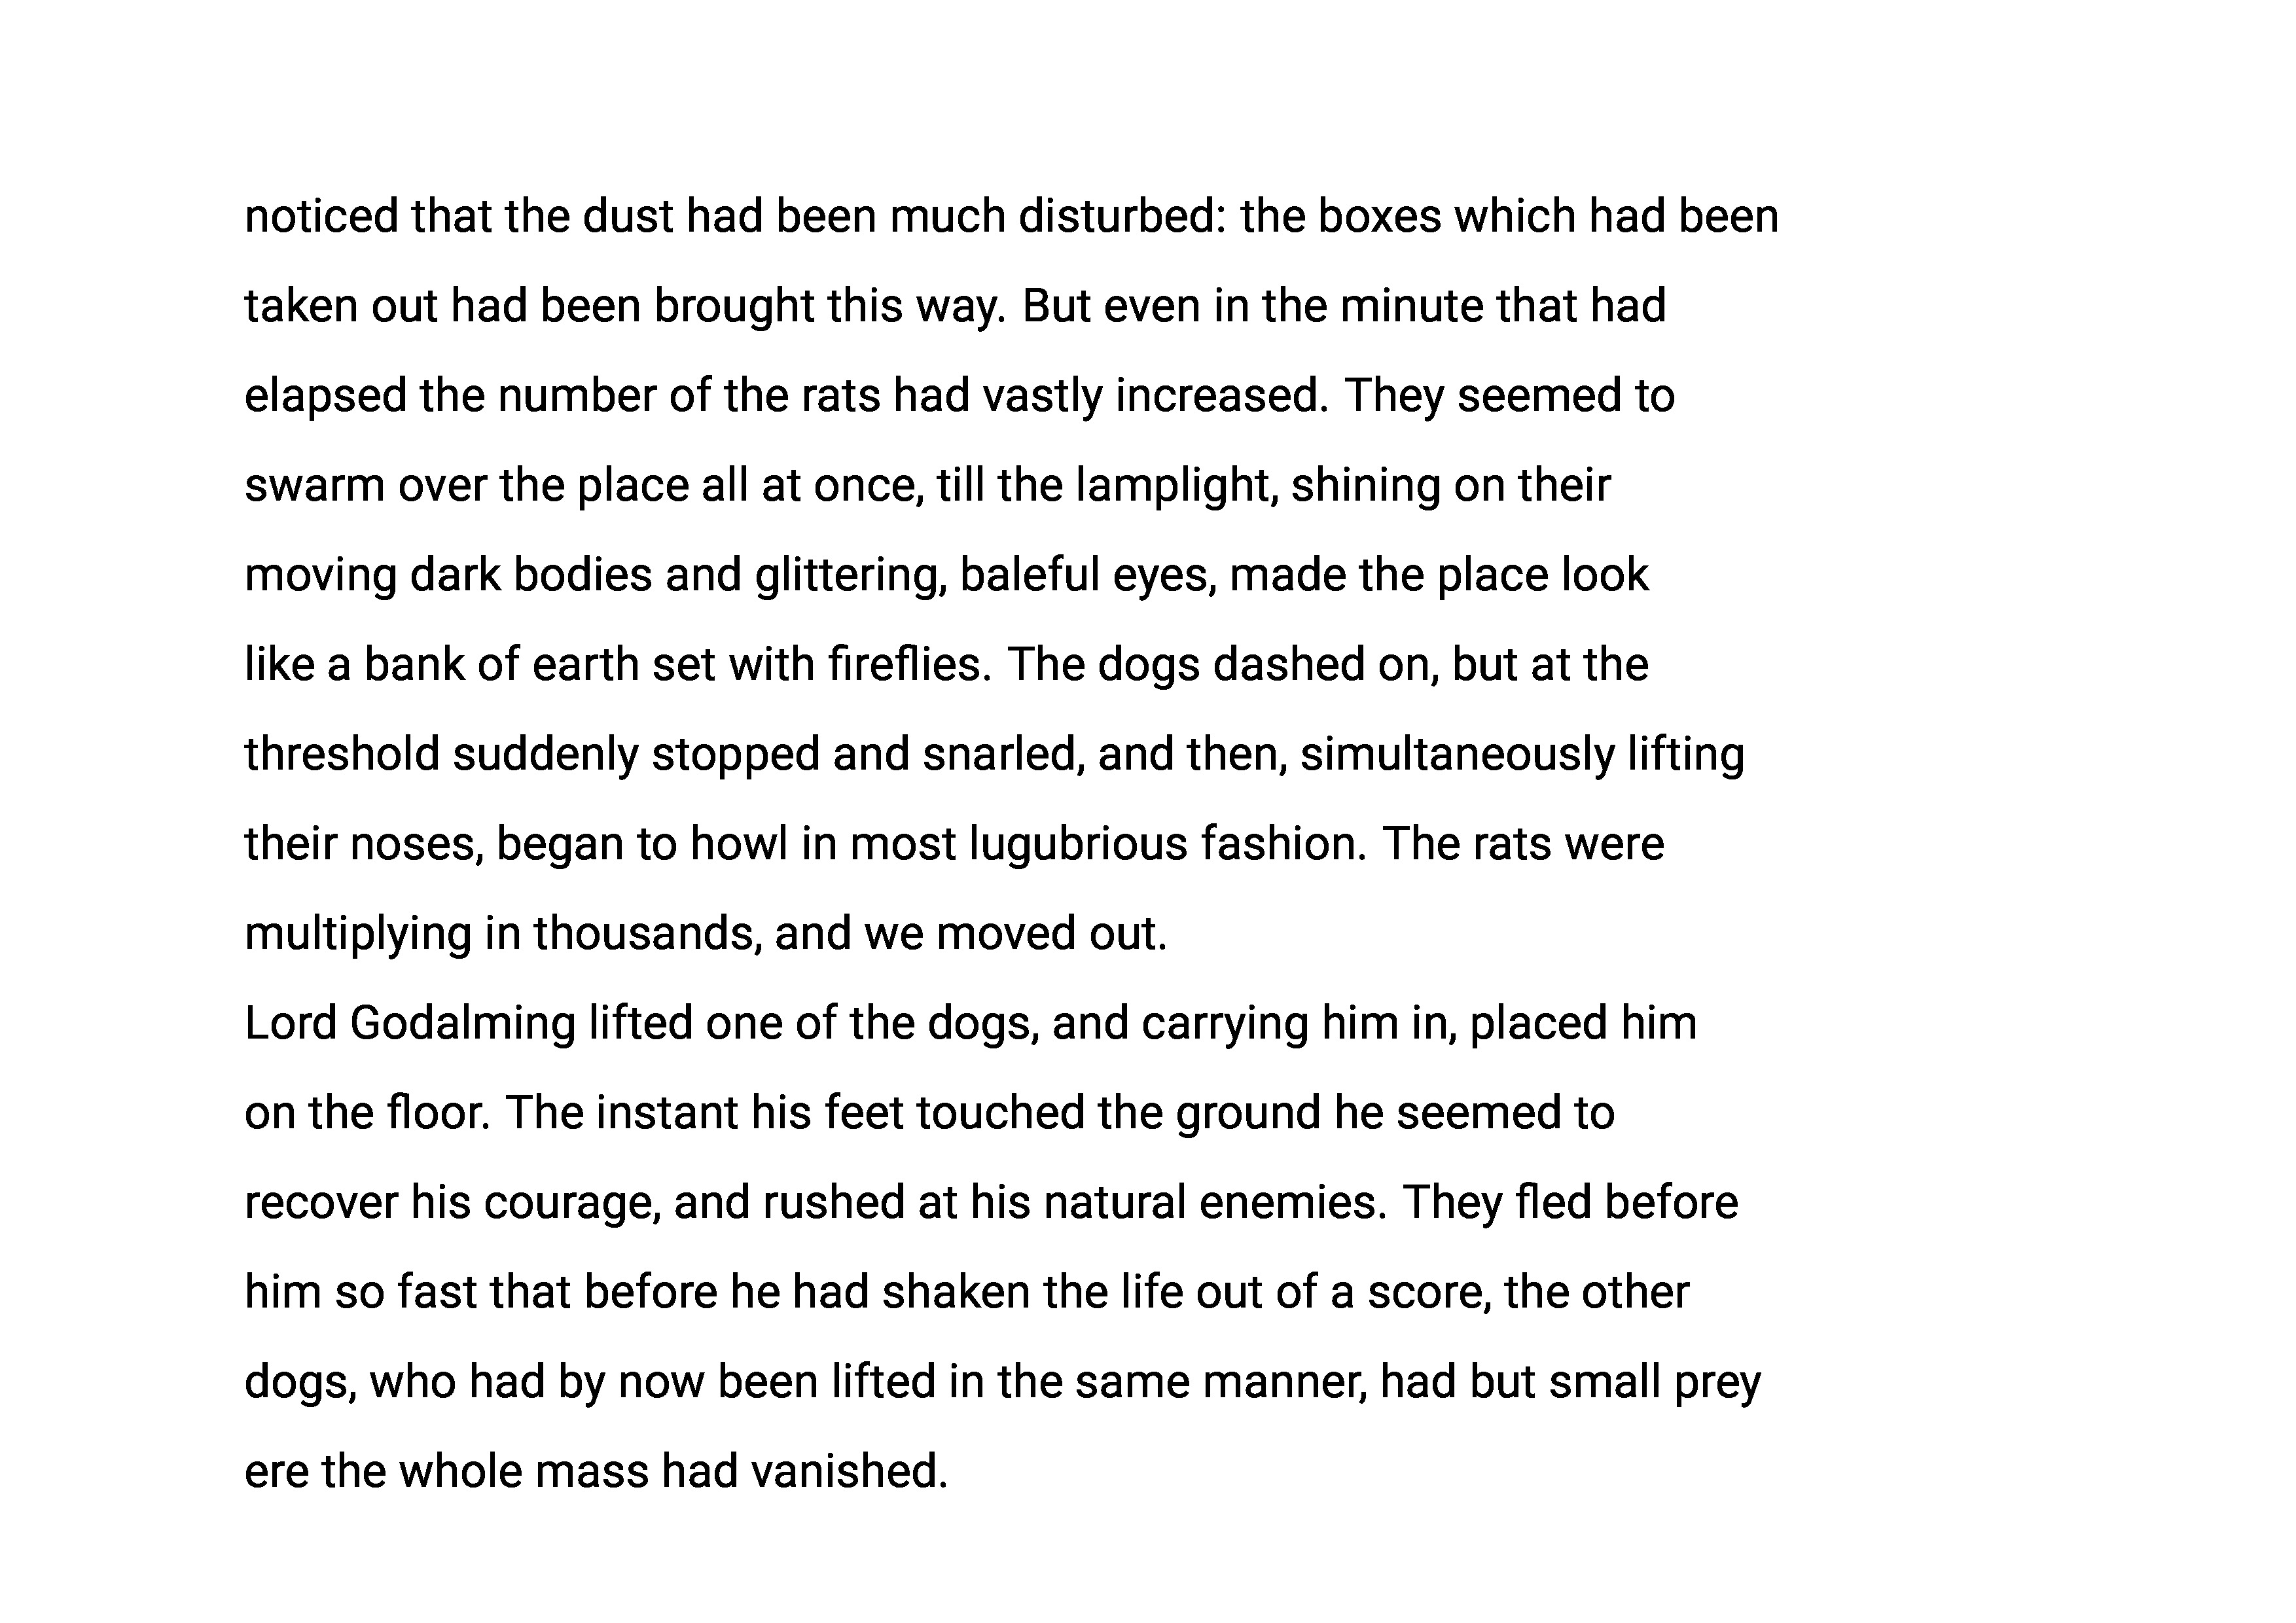 noticed that the dust had been much disturbed: the boxes which had been
taken out had been brought this way. But even in the minute that had
elapsed the number of the rats had vastly increased. They seemed to
swarm over the place all at once, till the lamplight, shining on their
moving dark bodies and glittering, baleful eyes, made the place look
like a bank of earth set with fireflies. The dogs dashed on, but at the
threshold suddenly stopped and snarled, and then, simultaneously lifting
their noses, began to howl in most lugubrious fashion. The rats were
multiplying in thousands, and we moved out.
Lord Godalming lifted one of the dogs, and carrying him in, placed him
on the floor. The instant his feet touched the ground he seemed to
recover his courage, and rushed at his natural enemies. They fled before
him so fast that before he had shaken the life out of a score, the other
dogs, who had by now been lifted in the same manner, had but small prey
ere the whole mass had vanished.